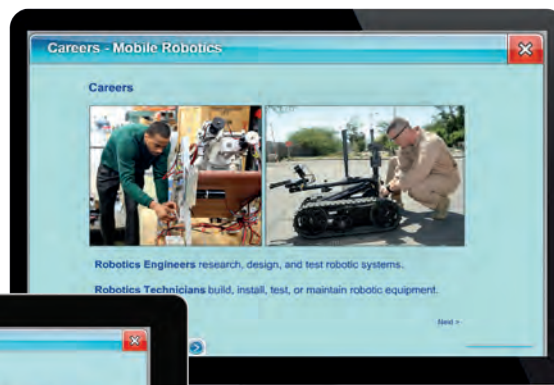 Careers - Mobile Robotics
Careers
Robotics Engineers research, design, and test robotic systems.
Robotics Technicians build, install, test, or maintain robotic equipment.
Next >